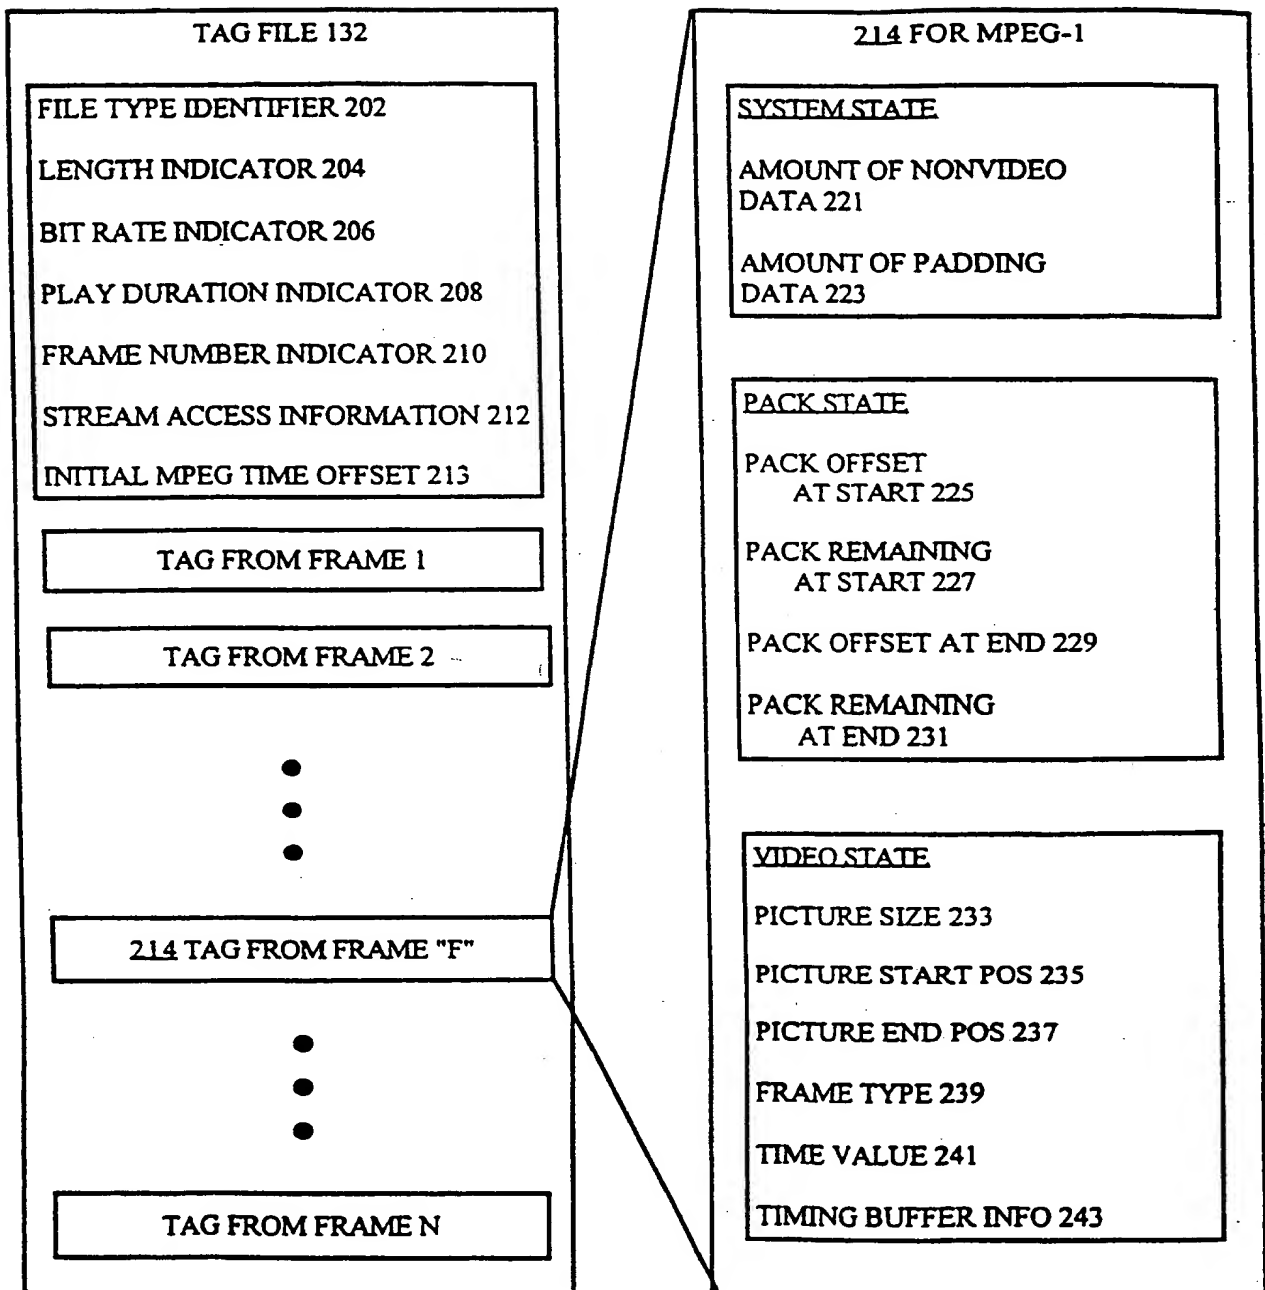 TAG FILE 132
FILE TYPE IDENTIFIER 202
LENGTH INDICATOR 204
BIT RATE INDICATOR 206
PLAY DURATION INDICATOR 208
FRAME NUMBER INDICATOR 210
STREAM ACCESS INFORMATION 212
INITIAL MPEG TIME OFFSET 213
TAG FROM FRAME 1
TAG FROM FRAME 2
214 TAG FROM FRAME "F"
TAG FROM FRAME N
214 FOR MPEG-1
SYSTEM STATE
AMOUNT OF NONVIDEO
DATA 221
AMOUNT OF PADDING
DATA 223
PACK STATE
PACK OFFSET
AT START 225
PACK REMAINING
AT START 227
PACK OFFSET AT END 229
PACK REMAINING
AT END 231
VIDEO STATE
PICTURE SIZE 233
PICTURE START POS 235
PICTURE END POS 237
FRAME TYPE 239
TIME VALUE 241
TIMING BUFFER INFO 243